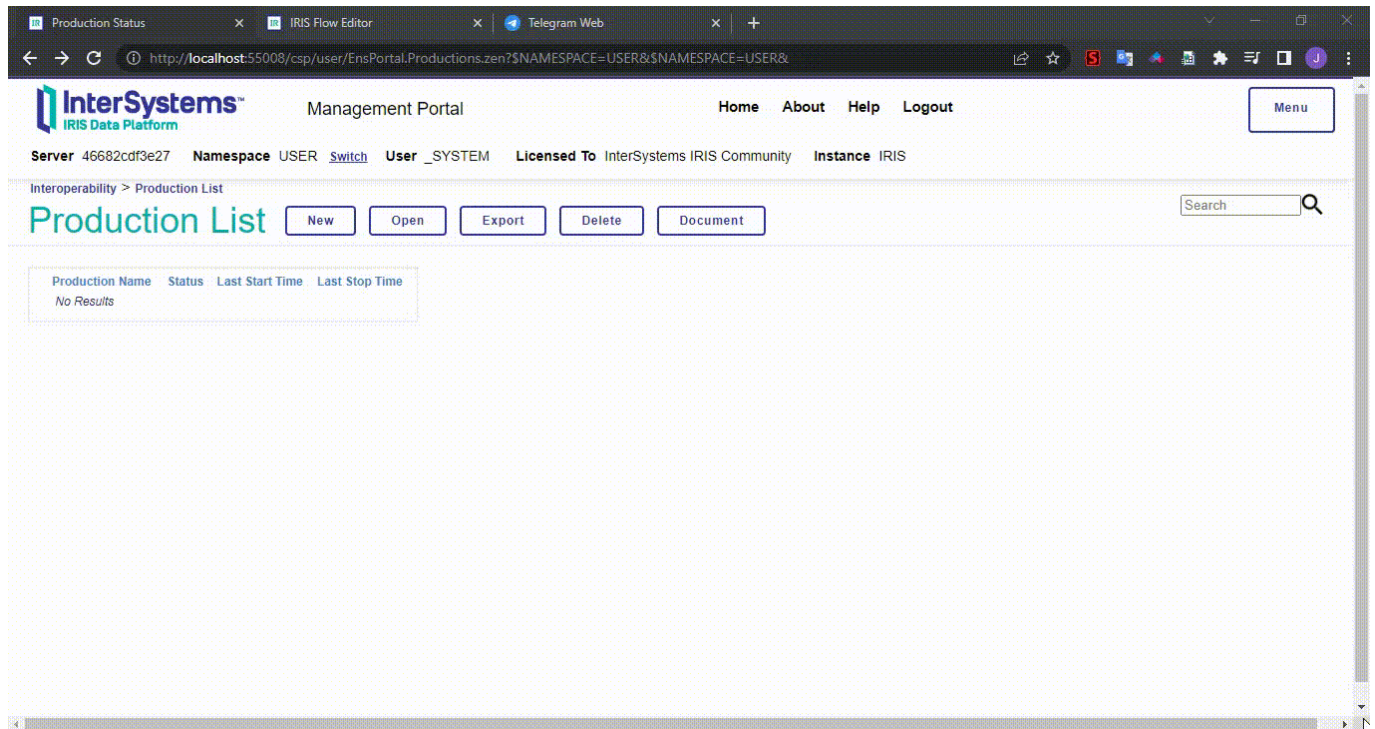 IR Production Status IR IRIS Flow Editor Telegram Web
http://localhost:55008/csp/user/EnsPortal.Productions.zen?$NAMESPACE=USER&$NAMESPACE=USER& S J
InterSystems™ Management Portal Home About Help Logout Menu
IRIS Data Platform
Server 46682cdf3e27 Namespace USER Switch User _SYSTEM Licensed To InterSystems IRIS Community Instance IRIS
Interoperability > Production List
Production List New Open Export Delete Document Search
Production Name Status Last Start Time Last Stop Time
No Results